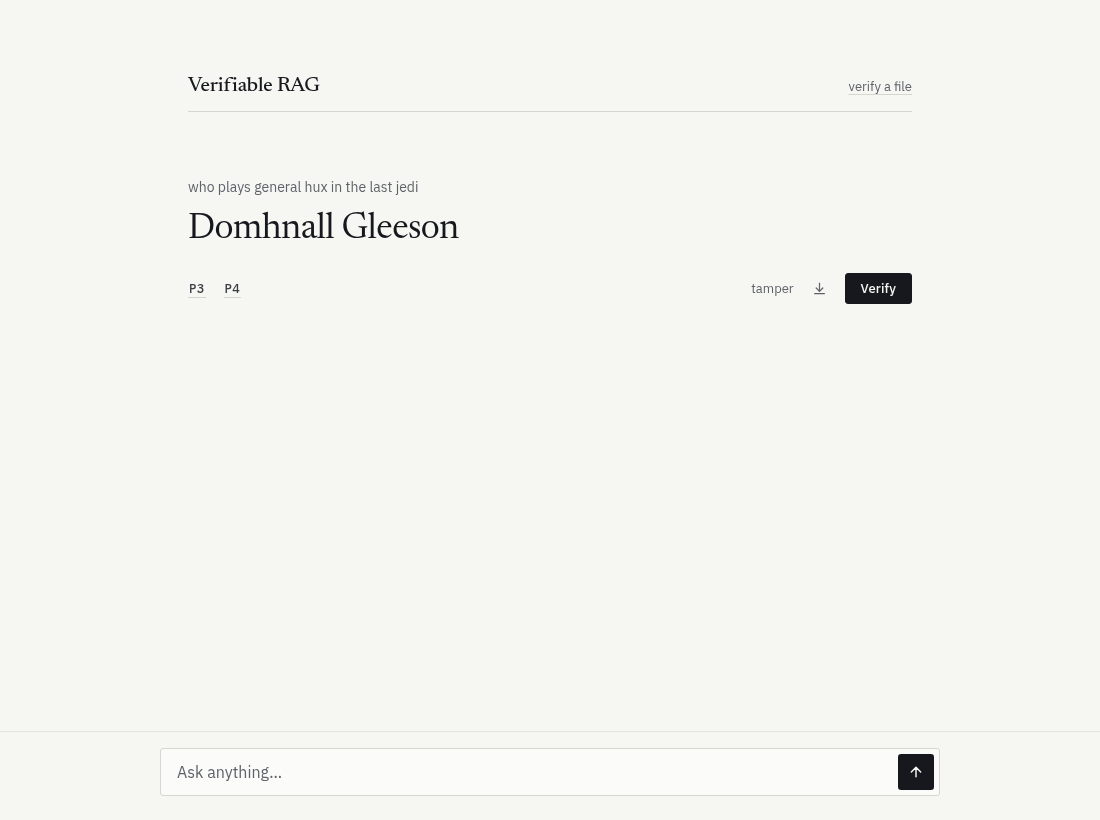 Verifiable RAG
verify a file
who plays general hux in the last jedi
Domhnall Gleeson
P3 P4
tamper
Verify
Ask anything...